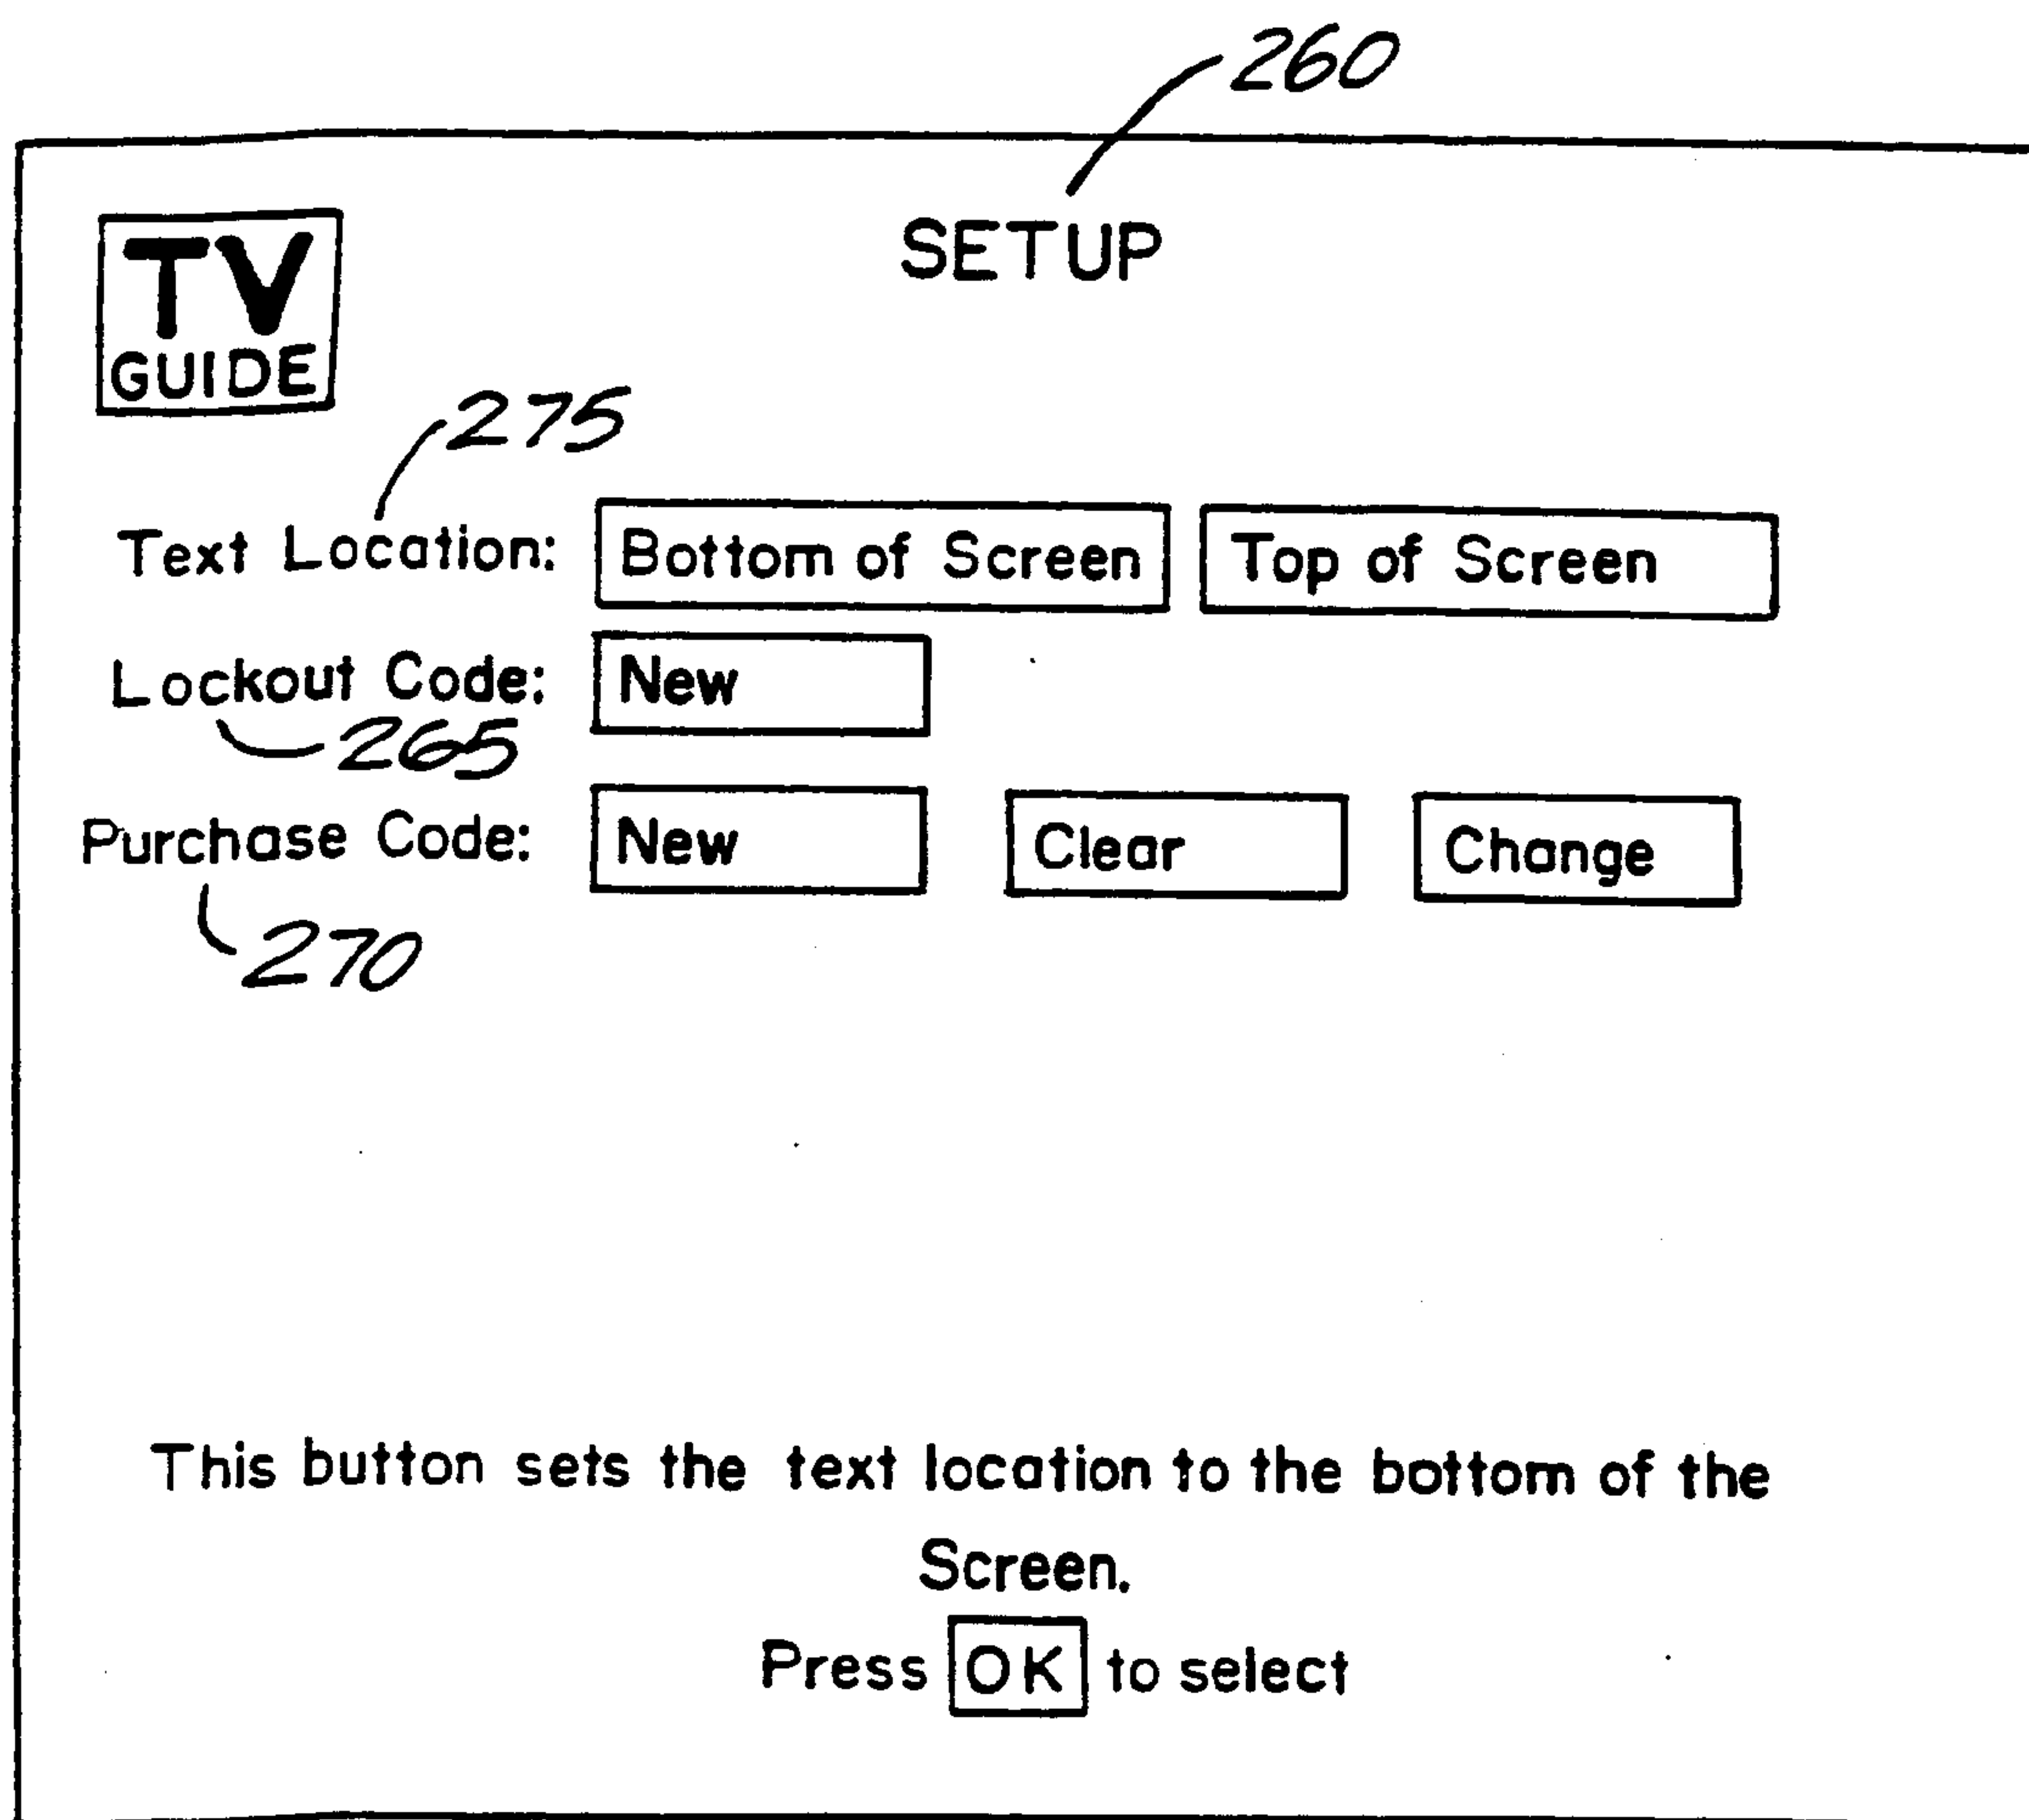 260
SETUP
TV
GUIDE
275
Text Location: Bottom of Screen Top of Screen
Lockout Code: New
265
Purchase Code: New Clear Change
270
This button sets the text location to the bottom of the
Screen.
Press OK to select